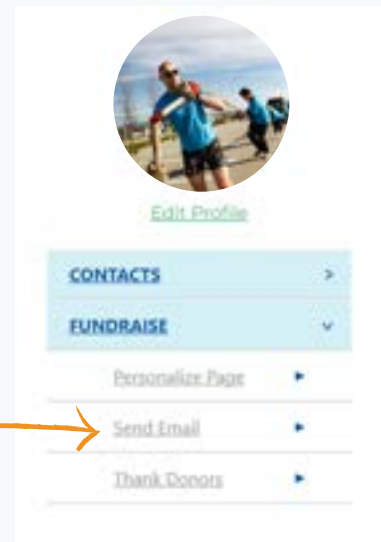 Edit Profile
CONTACTS >
FUNDRAISE
Personalize Page
Send Email
Thank Donors